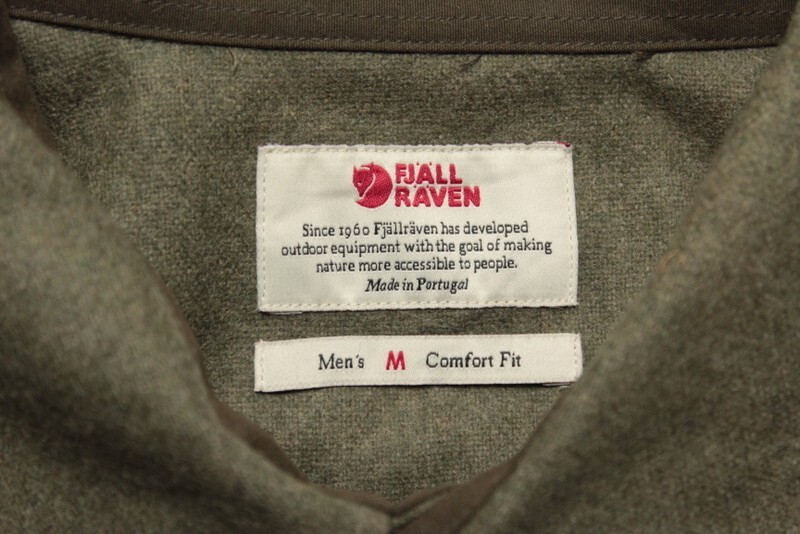 FJÄLL
RÄVEN
Since 1960 Fjällräven has developed
outdoor equipment with the goal of making
nature more accessible to people.
Made in Portugal
Men's M Comfort Fit